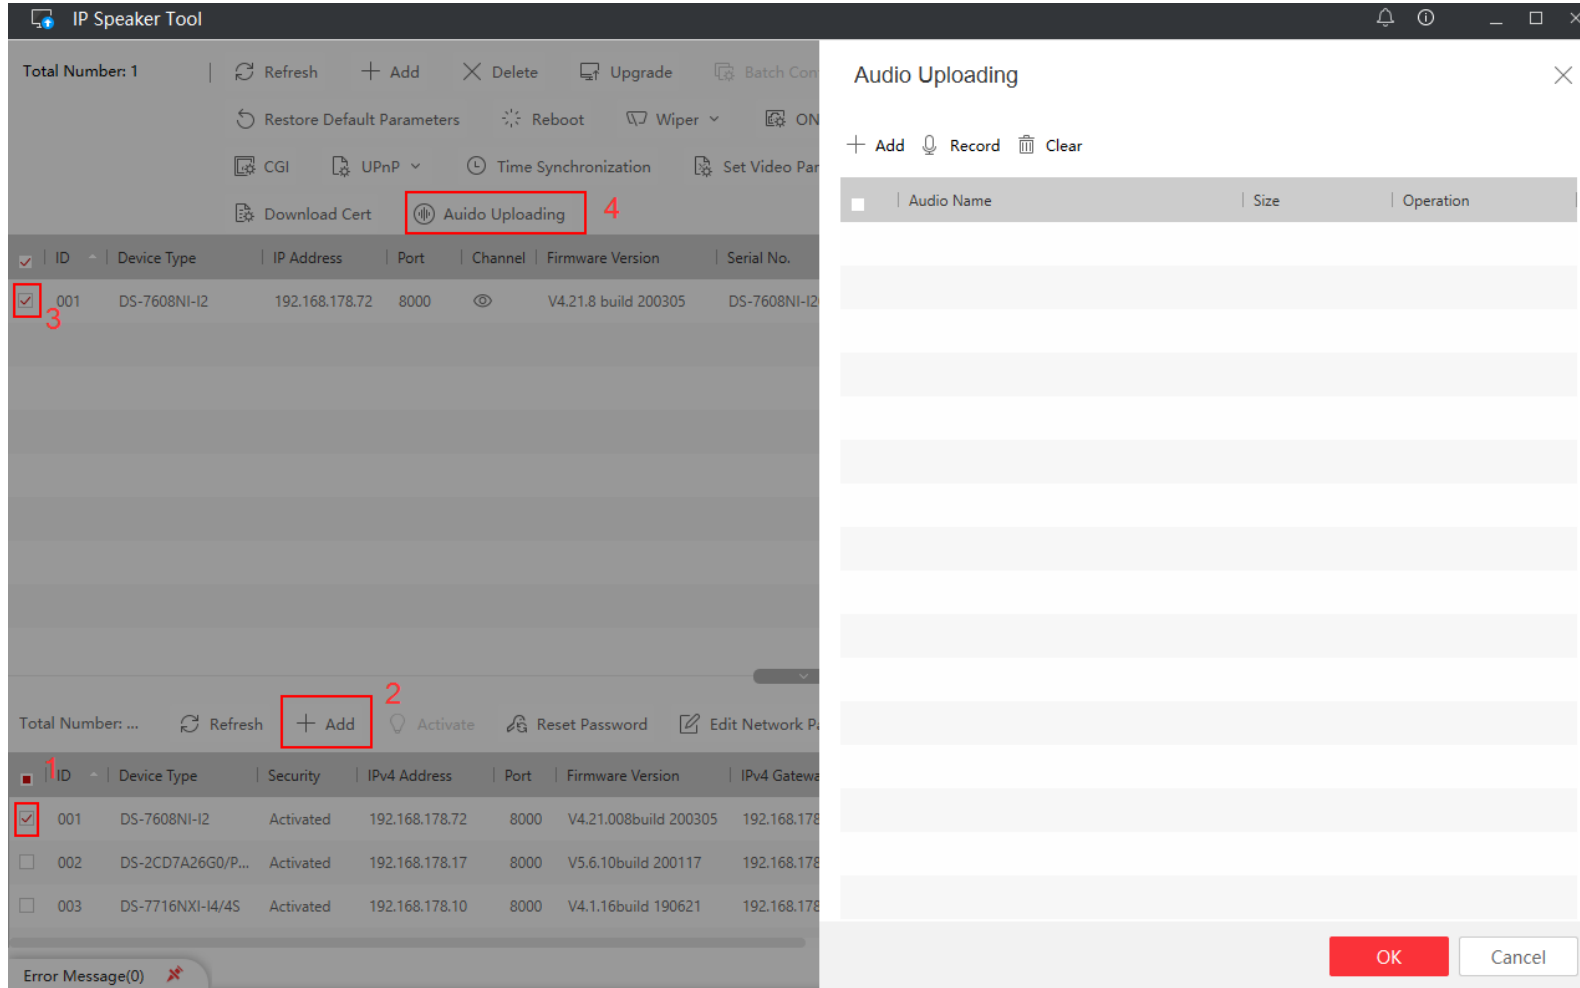 IP Speaker Tool
Total Number: 1
Refresh Add Delete Upgrade Batch Con
Restore Default Parameters Reboot Wiper ON
CGI UPnP Time Synchronization Set Video Par
Download Cert Auido Uploading 4
ID Device Type IP Address Port Channel Firmware Version Serial No.
001 DS-7608NI-I2 192.168.178.72 8000 V4.21.8 build 200305 DS-7608NI-I2
3
2
Total Number: ... Refresh Add Activate Reset Password Edit Network Pa
1
ID Device Type Security IPv4 Address Port Firmware Version IPv4 Gatewa
001 DS-7608NI-I2 Activated 192.168.178.72 8000 V4.21.008build 200305 192.168.178
002 DS-2CD7A26G0/P... Activated 192.168.178.17 8000 V5.6.10build 200117 192.168.178
003 DS-7716NXI-I4/4S Activated 192.168.178.10 8000 V4.1.16build 190621 192.168.178
Error Message(0)
Audio Uploading
Add Record Clear
Audio Name Size Operation
OK Cancel